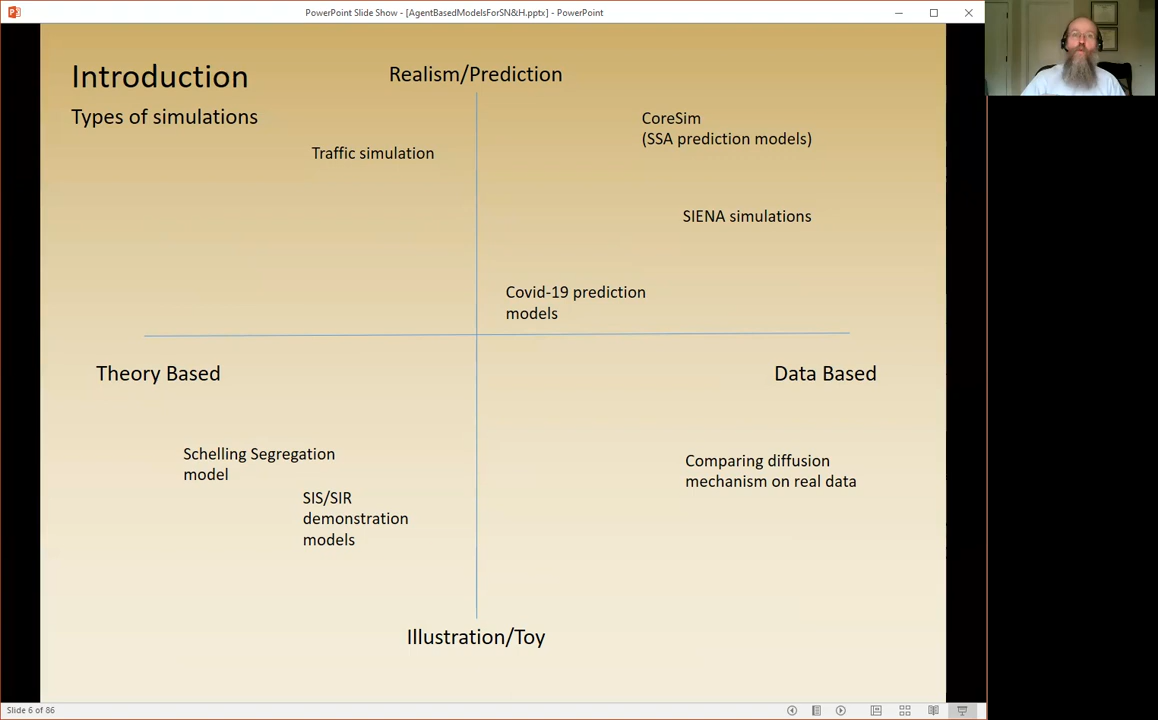 PowerPoint Slide Show - [AgentBasedModelsForSN&H.pptx] - PowerPoint
Introduction
Types of simulations
Realism/Prediction
Traffic simulation
CoreSim
(SSA prediction models)
SIENA simulations
Covid-19 prediction
models
Theory Based
Data Based
Schelling Segregation
model
SIS/SIR
demonstration
models
Comparing diffusion
mechanism on real data
Illustration/Toy
Slide 6 of 86